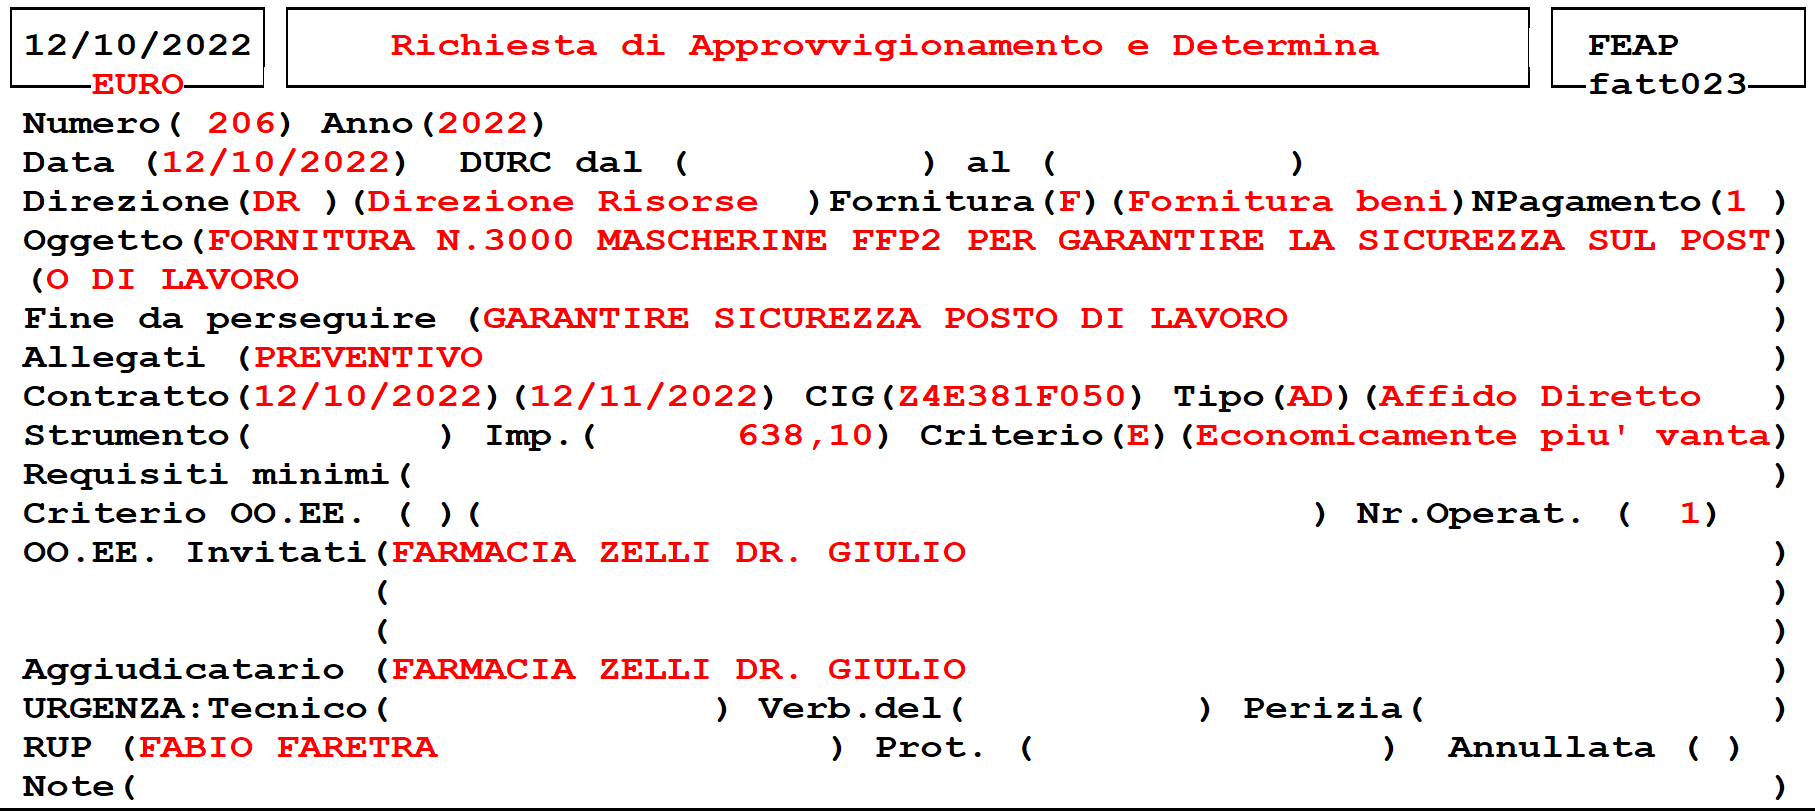 12/10/2022 Richiesta di Approvvigionamento e Determina FEAP
EURO fatt023
Numero( 206) Anno(2022)
Data (12/10/2022) DURC dal ( ) al ( )
Direzione(DR )(Direzione Risorse )Fornitura(F)(Fornitura beni)NPagamento(1 )
Oggetto(FORNITURA N.3000 MASCHERINE FFP2 PER GARANTIRE LA SICUREZZA SUL POST)
(O DI LAVORO )
Fine da perseguire (GARANTIRE SICUREZZA POSTO DI LAVORO )
Allegati (PREVENTIVO )
Contratto(12/10/2022)(12/11/2022) CIG(Z4E381F050) Tipo(AD)(Affido Diretto )
Strumento( ) Imp.( 638,10) Criterio(E)(Economicamente piu' vanta)
Requisiti minimi( )
Criterio OO.EE. ( )( ) Nr.Operat. ( 1)
OO.EE. Invitati(FARMACIA ZELLI DR. GIULIO )
( )
( )
Aggiudicatario (FARMACIA ZELLI DR. GIULIO )
URGENZA:Tecnico( ) Verb.del( ) Perizia( )
RUP (FABIO FARETRA ) Prot. ( ) Annullata ( )
Note( )